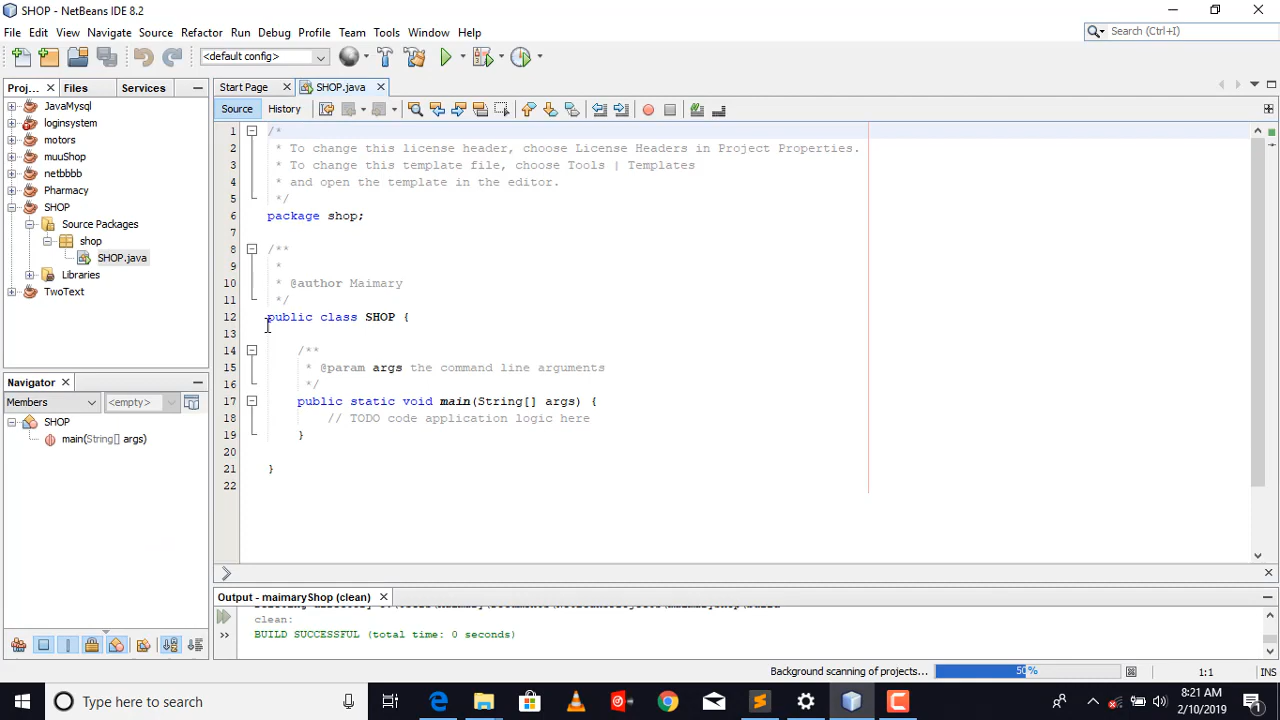 SHOP - NetBeans IDE 8.2
File Edit View Navigate Source Refactor Run Debug Profile Team Tools Window Help
Search (Ctrl+I)
<default config>
Proj... Files Services
Start Page SHOP.java
Source History
JavaMysql
loginsystem
motors
muuShop
netbbbb
Pharmacy
SHOP
Source Packages
shop
SHOP.java
Libraries
TwoText
1 /*
2 * To change this license header, choose License Headers in Project Properties.
3 * To change this template file, choose Tools | Templates
4 * and open the template in the editor.
5 */
6 package shop;
7
8 /**
9 *
10 * @author Maimary
11 */
12 public class SHOP {
13
14 /**
15 * @param args the command line arguments
16 */
17 public static void main(String[] args) {
18 // TODO code application logic here
19 }
20
21 }
22
Navigator
Members <empty>
SHOP
main(String[] args)
Output - maimaryShop (clean)
clean:
BUILD SUCCESSFUL (total time: 0 seconds)
Background scanning of projects... 50% 1:1 INS
Type here to search
8:21 AM
2/10/2019
1